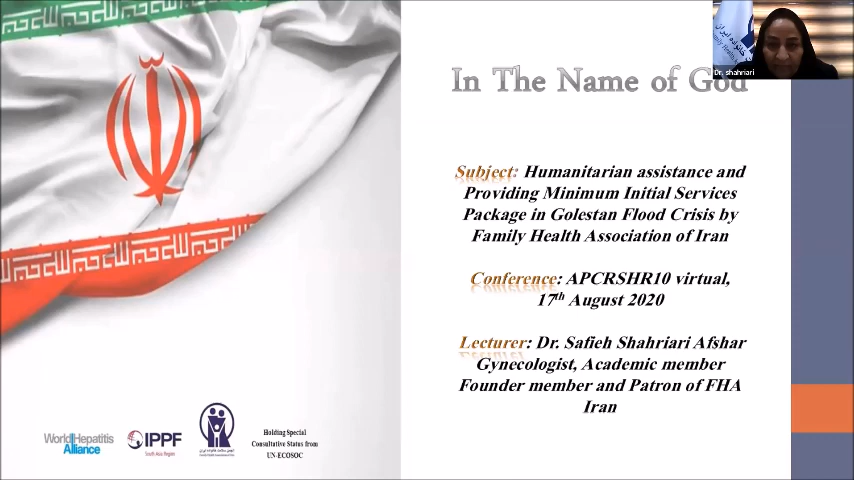 In The Name of God
Dr. shahriari
Subject: Humanitarian assistance and
Providing Minimum Initial Services
Package in Golestan Flood Crisis by
Family Health Association of Iran
Conference: APCRSHR10 virtual,
17th August 2020
Lecturer: Dr. Safieh Shahriari Afshar
Gynecologist, Academic member
Founder member and Patron of FHA
Iran
World Hepatitis
Alliance
IPPF
South Asia Region
Holding Special
Consultative Status from
UN-ECOSOC